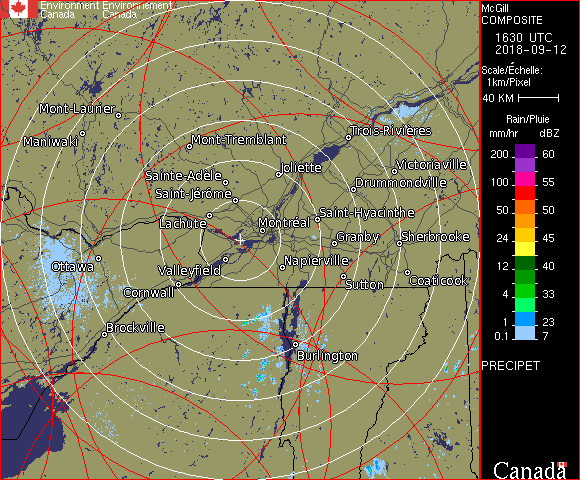 Environment Environnement
Canada Canada
McGill
COMPOSITE
1630 UTC
2018-09-12
Scale/Échelle:
1km/Pixel
40 KM
Rain/Pluie
mm/hr dBZ
200 60
100 55
50 50
24 45
12 40
4 33
1 23
0.1 7
PRECIPET
Canada
Mont-Laurier
Maniwaki
Mont-Tremblant
Trois-Rivières
Joliette
Victoriaville
Sainte-Adèle
Drummondville
Saint-Jérôme
Saint-Hyacinthe
Lachute
Montréal
Granby
Sherbrooke
Ottawa
Valleyfield
Napierville
Coaticook
Sutton
Cornwall
Brockville
Burlington